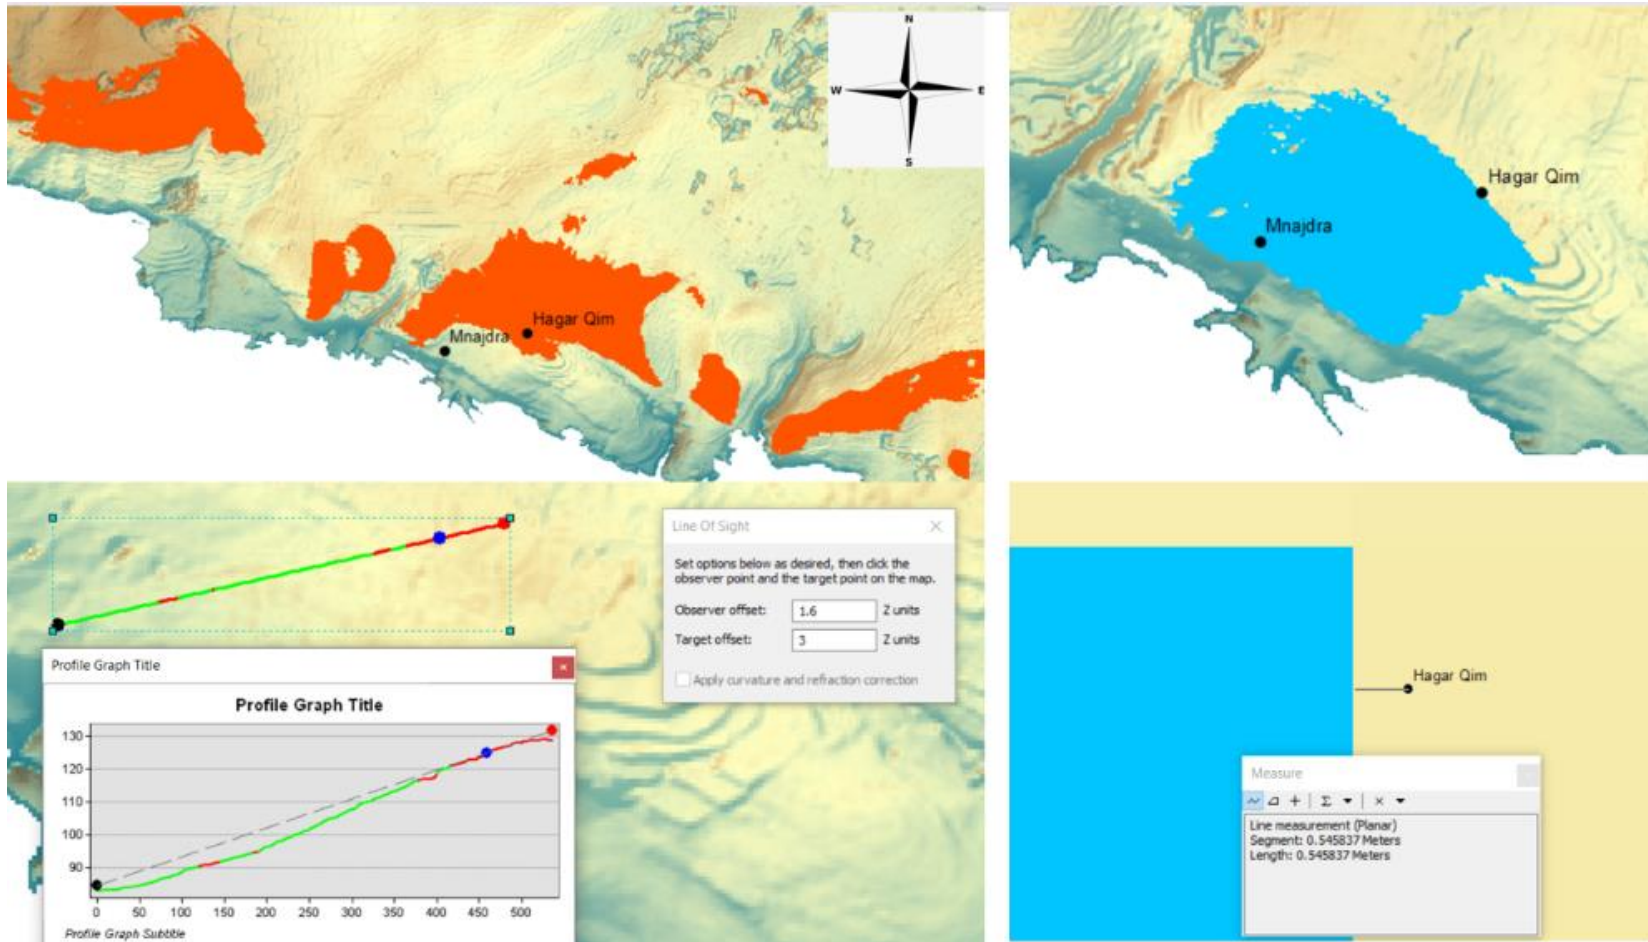 N
W
E
S
Hagar Qim
Mnajdra
Hagar Qim
Mnajdra
Line Of Sight
Set options below as desired, then click the
observer point and the target point on the map.
Observer offset: 1.6 Z units
Target offset: 3 Z units
Apply curvature and refraction correction
Profile Graph Title
Profile Graph Title
130
120
110
100
90
0 50 100 150 200 250 300 350 400 450 500
Profile Graph Subtitle
Hagar Qim
Measure
Σ
Line measurement (Planar)
Segment: 0.545837 Meters
Length: 0.545837 Meters